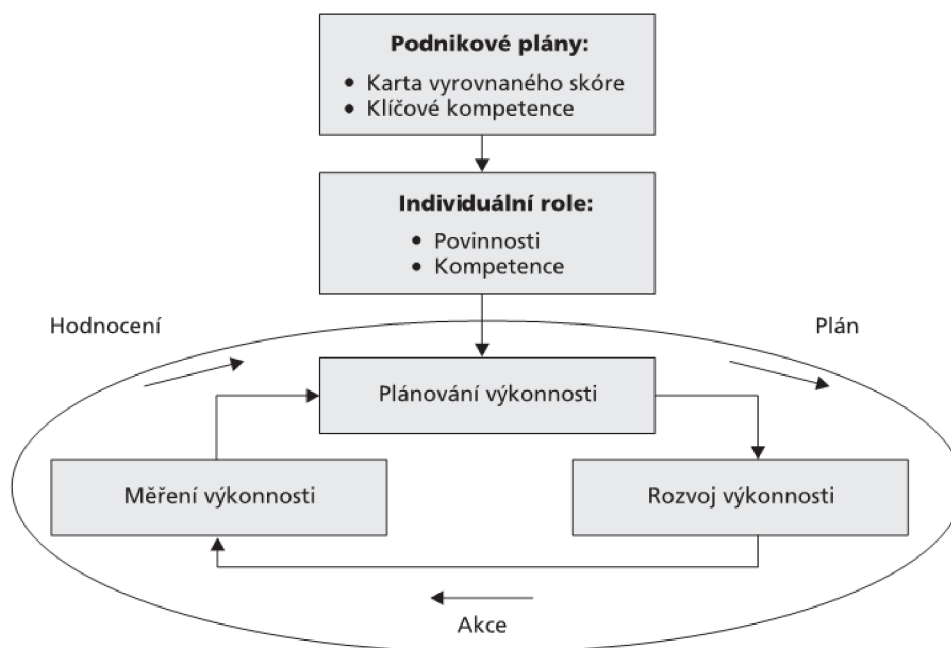 Podnikové plány:
• Karta vyrovnaného skóre
• Klíčové kompetence
Individuální role:
• Povinnosti
• Kompetence
Hodnocení
Plán
Plánování výkonnosti
Měření výkonnosti
Rozvoj výkonnosti
Akce